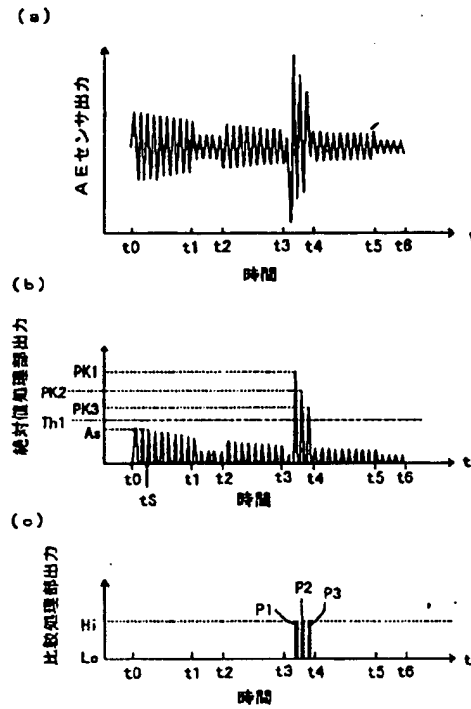 (a)
AEセンサ出力
t0 t1 t2 t3 t4 t5 t6
時間
(b)
絶対値処理部出力
PK1
PK2
PK3
Th1
As
t0 t1 t2 t3 t4 t5 t6 t
tS
時間
(c)
比較処理部出力
P1 P2 P3
Hi
Lo
t0 t1 t2 t3 t4 t5 t6 t
時間